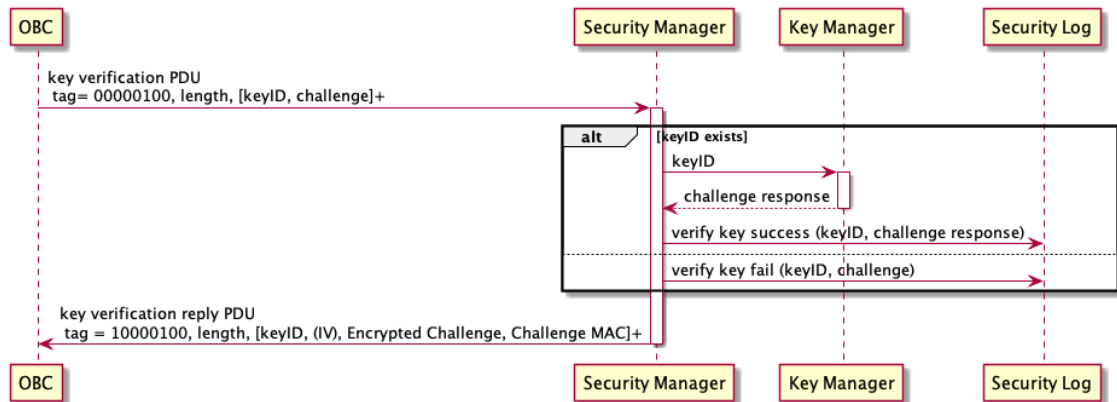 OBC
Security Manager
Key Manager
Security Log
key verification PDU
tag= 00000100, length, [keyID, challenge]+
alt
[keyID exists]
keyID
challenge response
verify key success (keyID, challenge response)
verify key fail (keyID, challenge)
key verification reply PDU
tag = 10000100, length, [keyID, (IV), Encrypted Challenge, Challenge MAC]+
OBC
Security Manager
Key Manager
Security Log